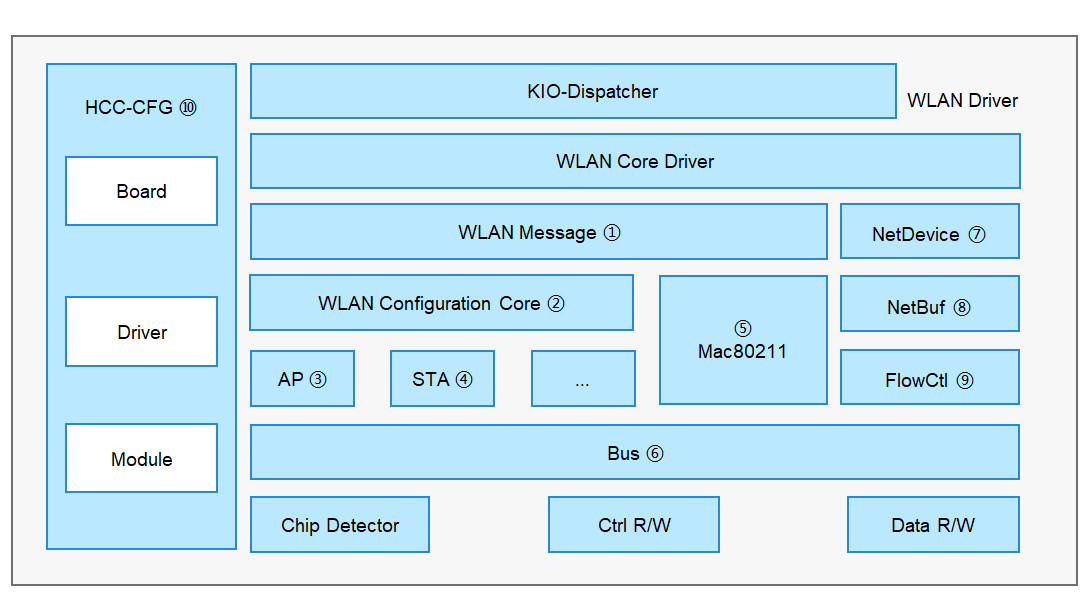 HCC-CFG ⑩
Board
Driver
Module
KIO-Dispatcher
WLAN Driver
WLAN Core Driver
WLAN Message ①
NetDevice ⑦
WLAN Configuration Core ②
⑤
Mac80211
NetBuf ⑧
AP ③
STA ④
...
FlowCtl ⑨
Bus ⑥
Chip Detector
Ctrl R/W
Data R/W